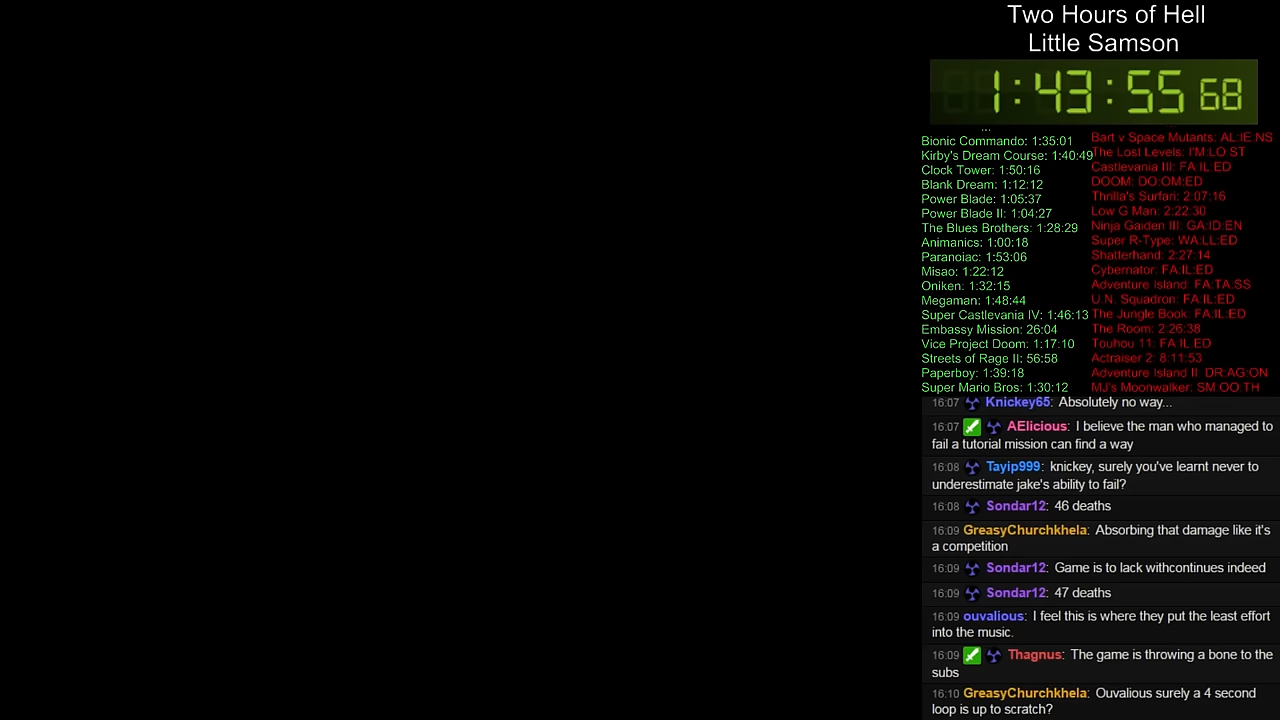 Two Hours of Hell
Little Samson
1:43:55 68
...
Bionic Commando: 1:35:01
Kirby's Dream Course: 1:40:49
Clock Tower: 1:50:16
Blank Dream: 1:12:12
Power Blade: 1:05:37
Power Blade II: 1:04:27
The Blues Brothers: 1:28:29
Animanics: 1:00:18
Paranoiac: 1:53:06
Misao: 1:22:12
Oniken: 1:32:15
Megaman: 1:48:44
Super Castlevania IV: 1:46:13
Embassy Mission: 26:04
Vice Project Doom: 1:17:10
Streets of Rage II: 56:58
Paperboy: 1:39:18
Super Mario Bros: 1:30:12
Bart v Space Mutants: AL:IE NS
The Lost Levels: I'M:LO ST
Castlevania III: FA:IL ED
DOOM: DO:OM:ED
Thrilla's Surfari: 2:07:16
Low G Man: 2:22:30
Ninja Gaiden III: GA:ID:EN
Super R-Type: WA:LL:ED
Shatterhand: 2:27:14
Cybernator: FA:IL:ED
Adventure Island: FA:TA:SS
U.N. Squadron: FA:IL:ED
The Jungle Book: FA:IL:ED
The Room: 2:26:38
Touhou 11: FA:IL:ED
Actraiser 2: 8:11:53
Adventure Island II: DR:AG:ON
MJ's Moonwalker: SM:OO:TH
16:07 Knickey65: Absolutely no way...
16:07 AElicious: I believe the man who managed to
fail a tutorial mission can find a way
16:08 Tayip999: knickey, surely you've learnt never to
underestimate jake's ability to fail?
16:08 Sondar12: 46 deaths
16:09 GreasyChurchkhela: Absorbing that damage like it's
a competition
16:09 Sondar12: Game is to lack withcontinues indeed
16:09 Sondar12: 47 deaths
16:09 ouvalious: I feel this is where they put the least effort
into the music.
16:09 Thagnus: The game is throwing a bone to the
subs
16:10 GreasyChurchkhela: Ouvalious surely a 4 second
loop is up to scratch?